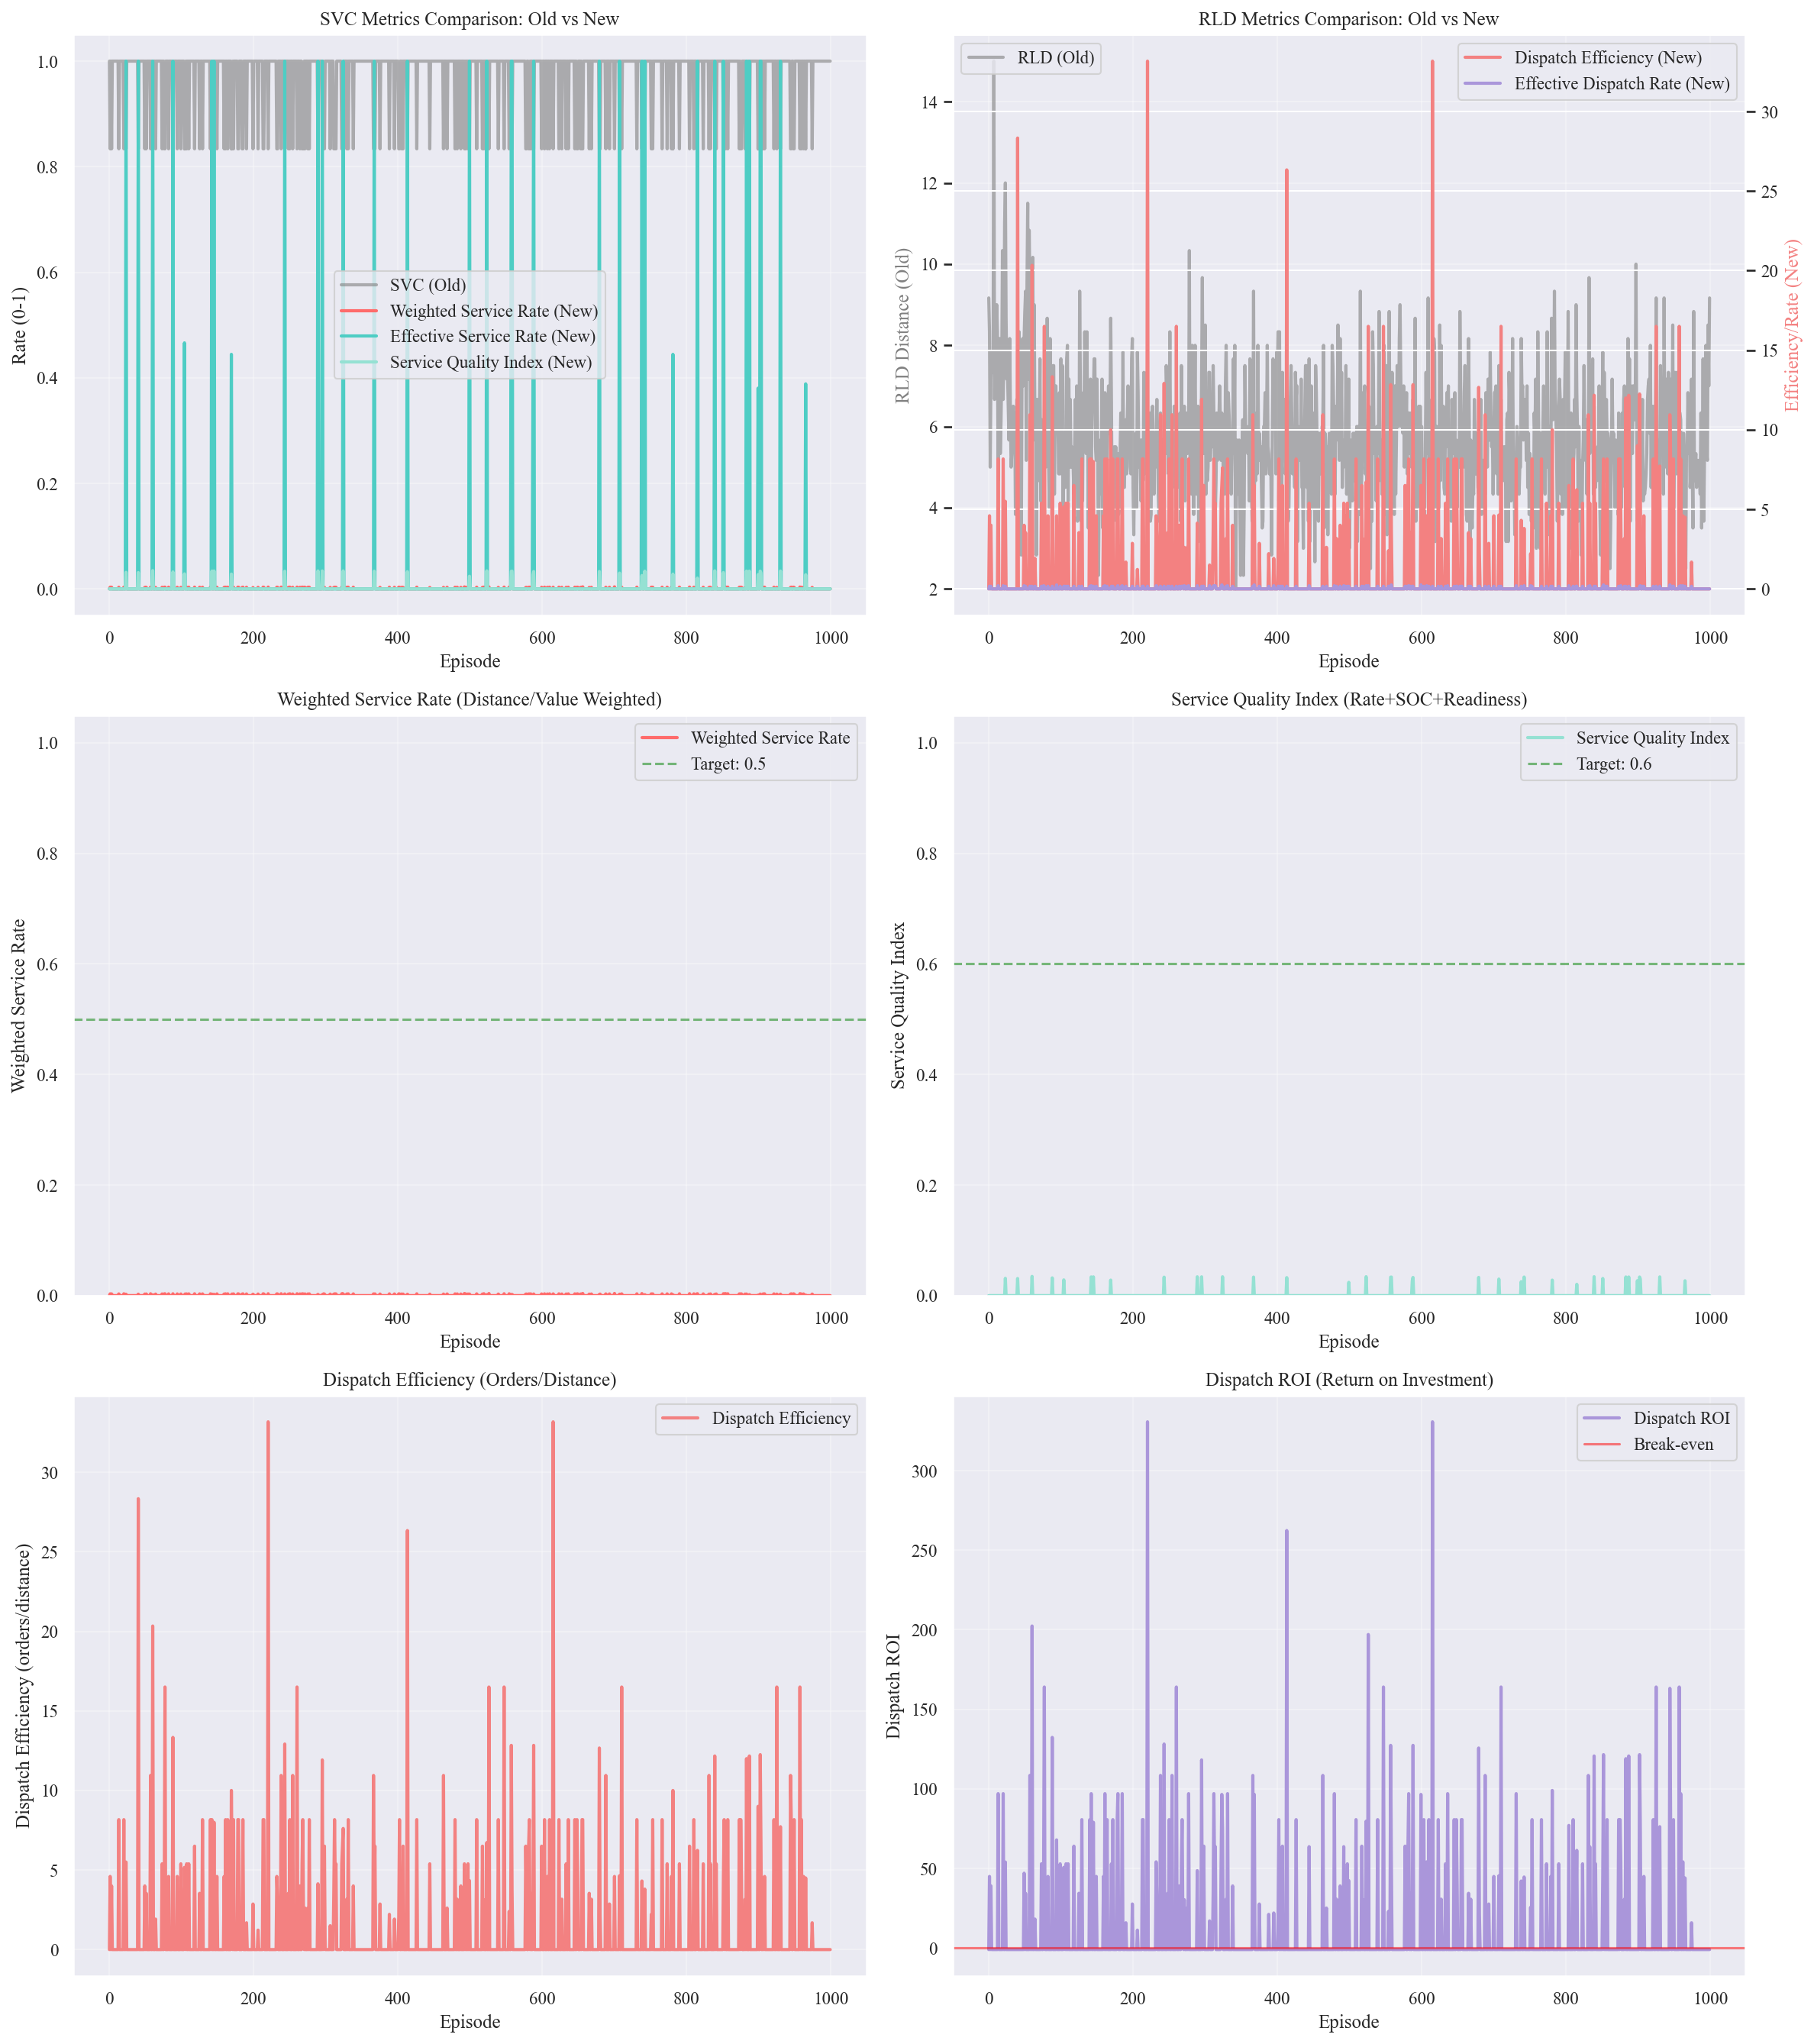 SVC Metrics Comparison: Old vs New
Rate (0-1)
1.0
0.8
0.6
0.4
0.2
0.0
SVC (Old)
Weighted Service Rate (New)
Effective Service Rate (New)
Service Quality Index (New)
0 200 400 600 800 1000
Episode
RLD Metrics Comparison: Old vs New
RLD Distance (Old)
14
12
10
8
6
4
2
RLD (Old)
Dispatch Efficiency (New)
Effective Dispatch Rate (New)
30
25
20
15
10
5
0
Efficiency/Rate (New)
0 200 400 600 800 1000
Episode
Weighted Service Rate (Distance/Value Weighted)
Weighted Service Rate
1.0
0.8
0.6
0.4
0.2
0.0
Weighted Service Rate
Target: 0.5
0 200 400 600 800 1000
Episode
Service Quality Index (Rate+SOC+Readiness)
Service Quality Index
1.0
0.8
0.6
0.4
0.2
0.0
Service Quality Index
Target: 0.6
0 200 400 600 800 1000
Episode
Dispatch Efficiency (Orders/Distance)
Dispatch Efficiency (orders/distance)
30
25
20
15
10
5
0
Dispatch Efficiency
0 200 400 600 800 1000
Episode
Dispatch ROI (Return on Investment)
Dispatch ROI
300
250
200
150
100
50
0
Dispatch ROI
Break-even
0 200 400 600 800 1000
Episode